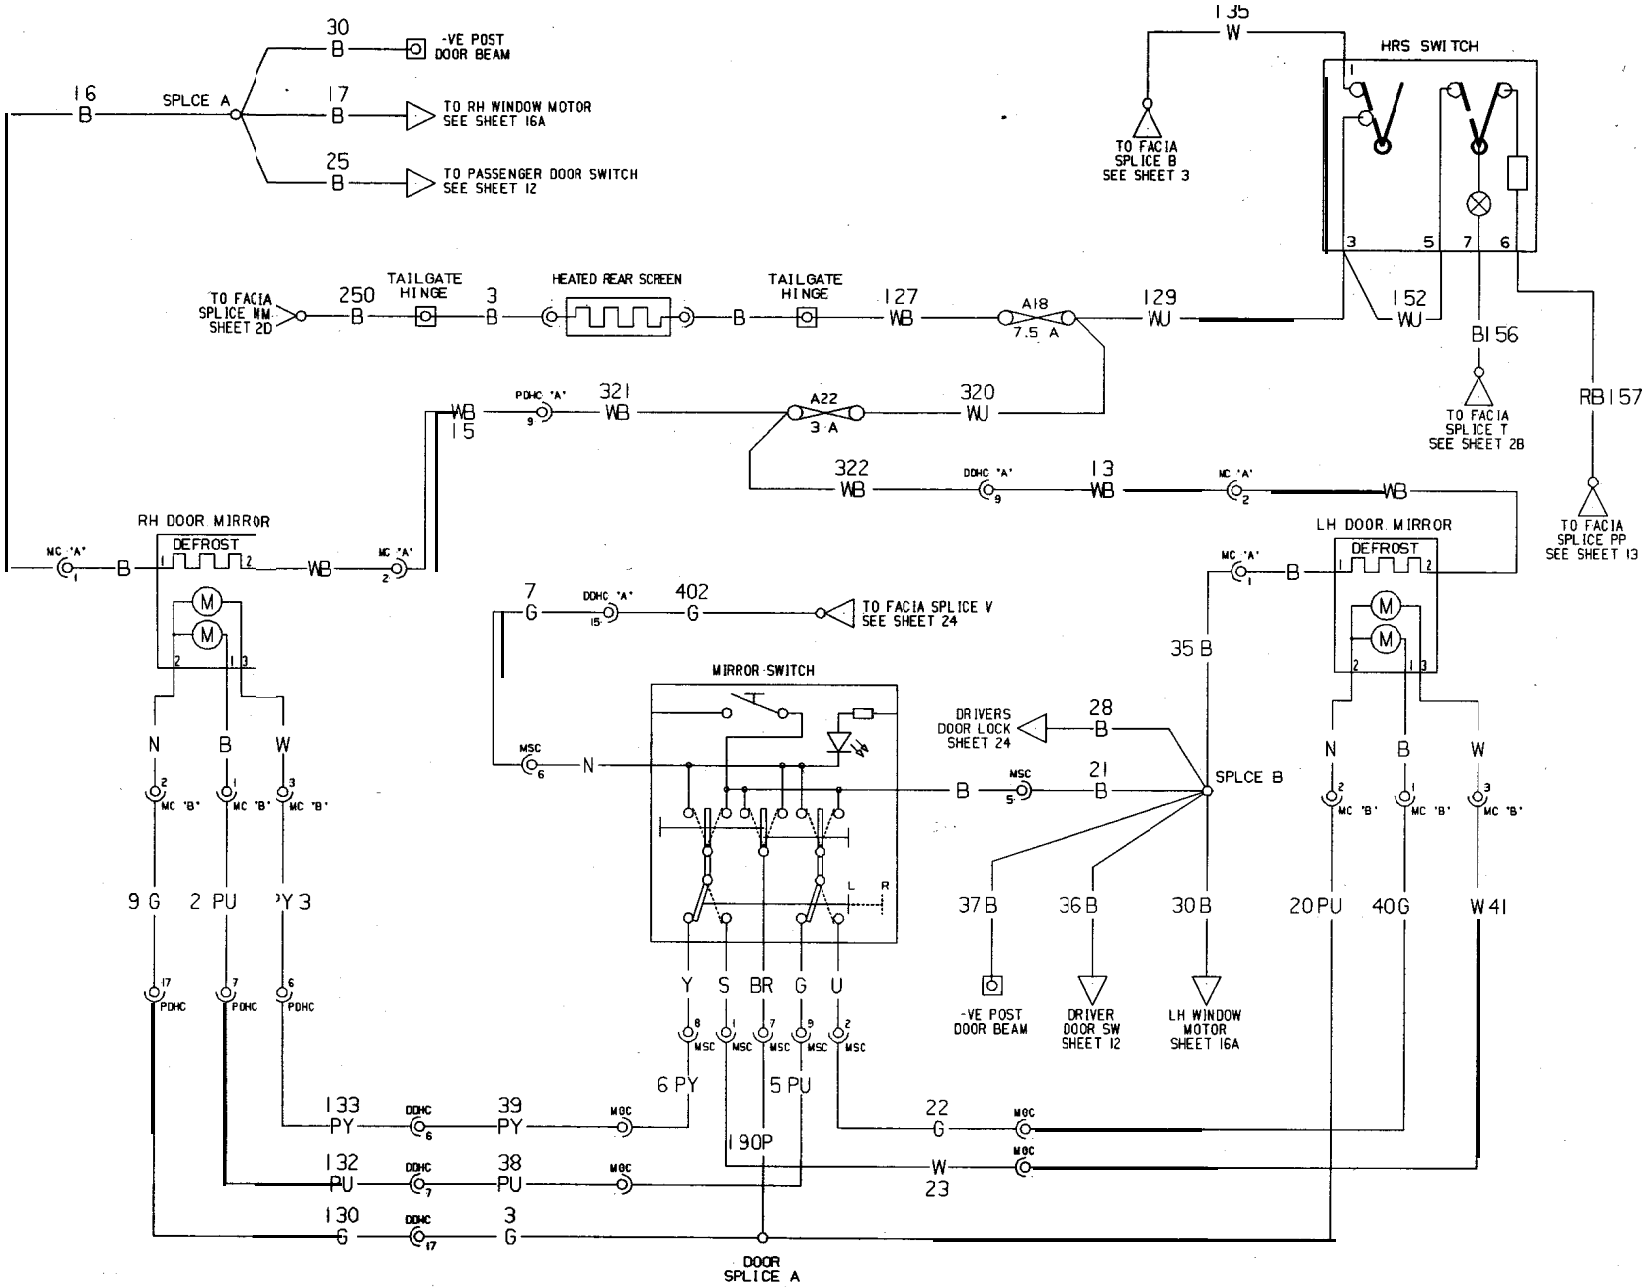 30
B
-VE POST
DOOR BEAM
16
B
SPLCE A
17
B
TO RH WINDOW MOTOR
SEE SHEET 16A
25
B
TO PASSENGER DOOR SWITCH
SEE SHEET 12
135
W
TO FACIA
SPLICE B
SEE SHEET 3
HRS SWITCH
1
3
5
7
6
TO FACIA
SPLICE WM
SHEET 2D
250
B
TAILGATE
HINGE
3
B
HEATED REAR SCREEN
B
TAILGATE
HINGE
127
WB
A18
7.5 A
129
WU
152
WU
B156
TO FACIA
SPLICE T
SEE SHEET 2B
RB157
TO FACIA
SPLICE PP
SEE SHEET 13
WB
15
PDHC "A"
9
321
WB
A22
3 A
320
WU
322
WB
DDHC "A"
9
13
WB
MC "A"
2
WB
RH DOOR MIRROR
DEFROST
MC "A"
1
B
1
2
WB
MC "A"
2
M
M
2
1
3
LH DOOR MIRROR
DEFROST
MC "A"
1
B
1
2
M
M
2
1
3
7
G
DDHC "A"
15
402
G
TO FACIA SPLICE V
SEE SHEET 24
35 B
MIRROR SWITCH
MSC
6
N
L
R
DRIVERS
DOOR LOCK
SHEET 24
28
B
B
MSC
5
21
B
SPLCE B
N
B
W
2
MC "B"
1
MC "B"
3
MC "B"
N
B
W
2
MC "B"
1
MC "B"
3
MC "B"
9 G
2 PU
PY 3
37 B
36 B
30 B
20 PU
40 G
W 41
-VE POST
DOOR BEAM
DRIVER
DOOR SW
SHEET 12
LH WINDOW
MOTOR
SHEET 16A
17
PDHC
7
PDHC
6
PDHC
Y
S
BR
G
U
8
MSC
1
MSC
7
MSC
9
MSC
2
MSC
6 PY
5 PU
190P
133
PY
DDHC
6
39
PY
MGC
22
G
MGC
132
PU
DDHC
7
38
PU
MGC
W
23
MGC
130
G
DDHC
17
3
G
DOOR
SPLICE A